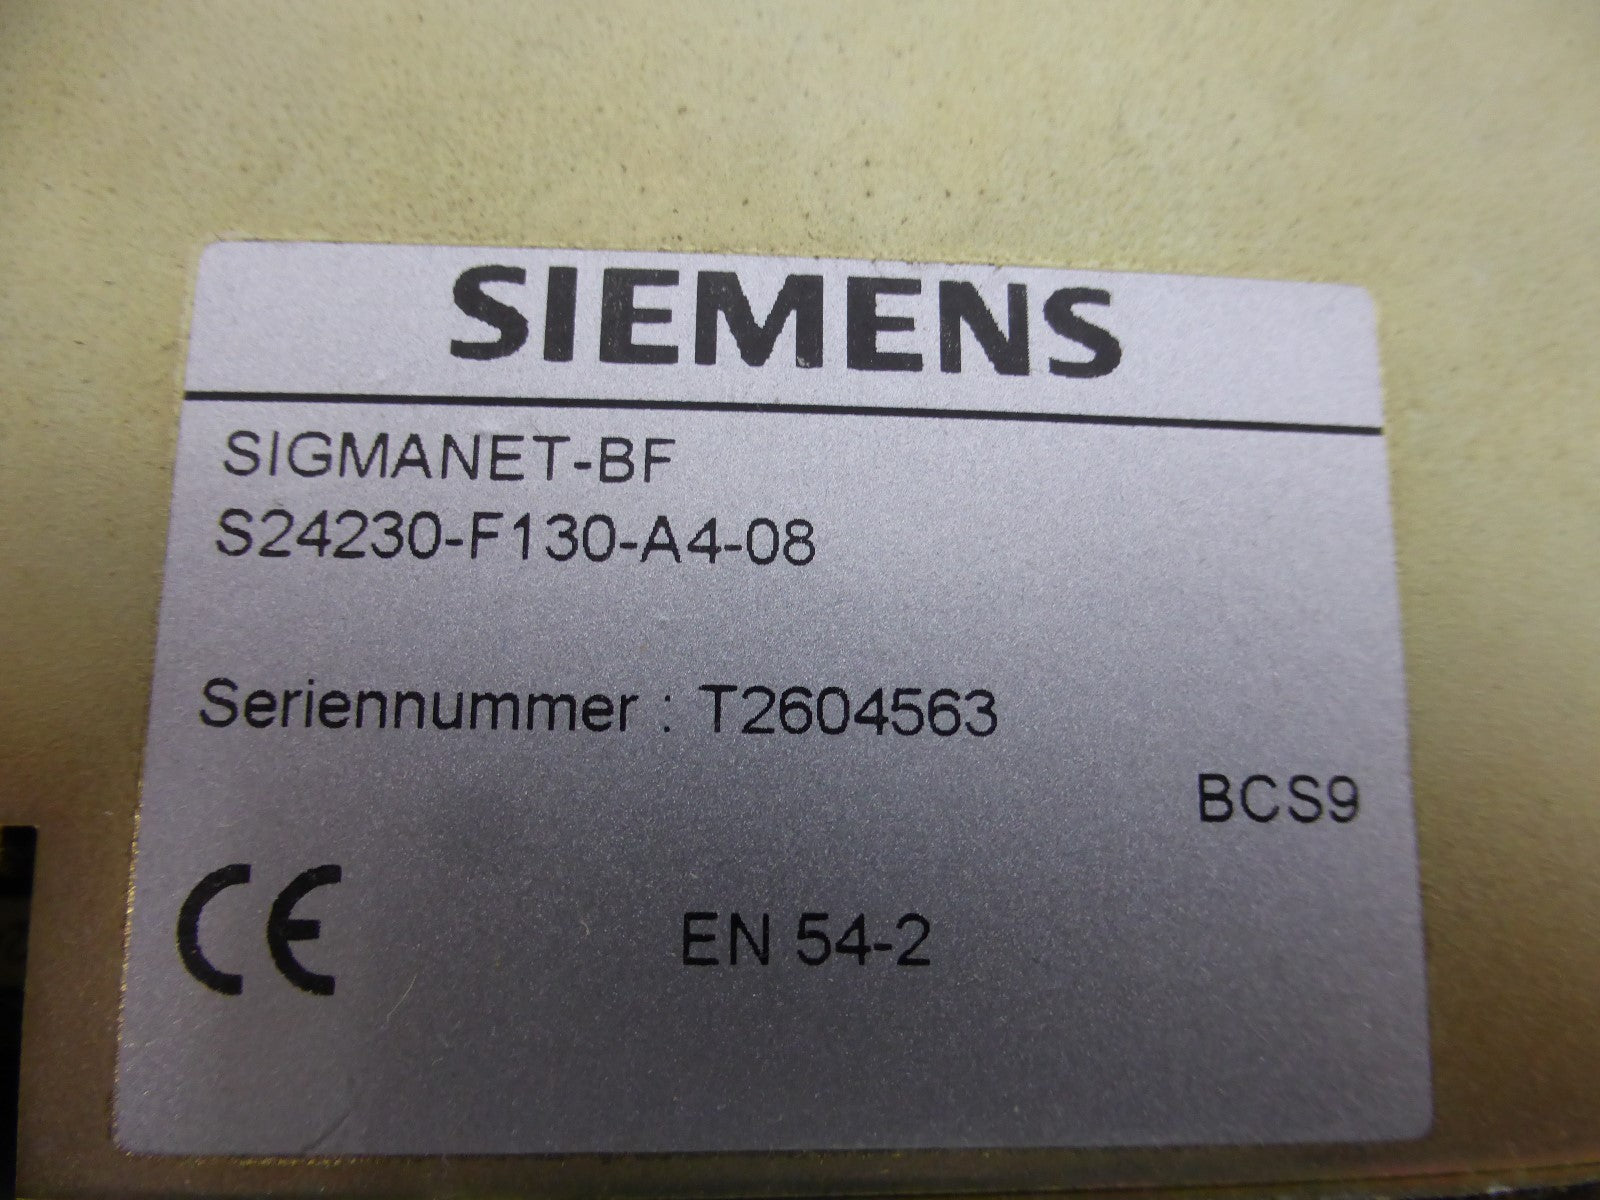 SIEMENS
SIGMANET-BF
S24230-F130-A4-08
Seriennummer : T2604563
BCS9
CE
EN 54-2